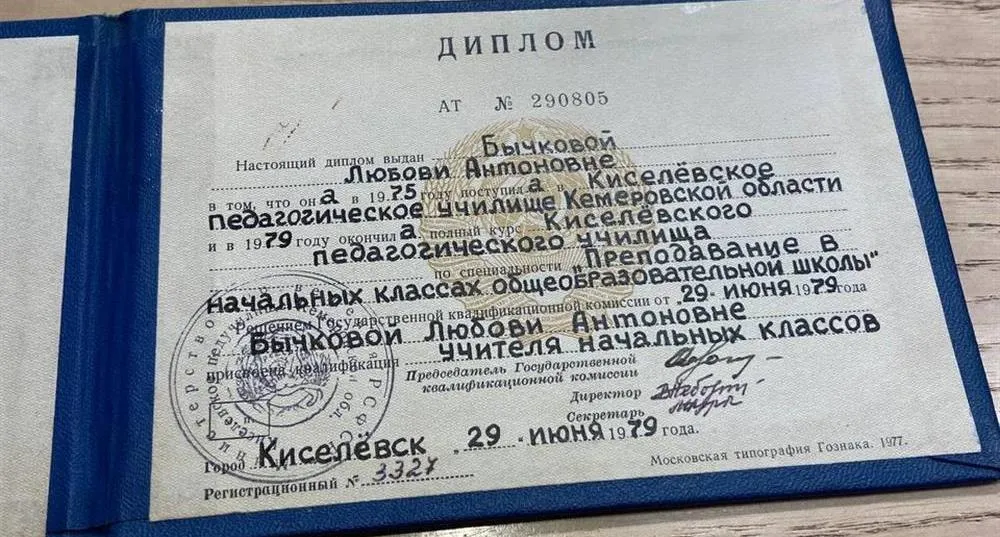 ДИПЛОМ
АТ № 290805
Настоящий диплом выдан Бычковой
Любови Антоновне
в том, что она в 1975 году поступила в Киселёвское
педагогическое училище Кемеровской области
и в 1979 году окончила полный курс Киселёвского
педагогического училища
по специальности "Преподавание в
начальных классах общеобразовательной школы"
Решением Государственной квалификационной комиссии от 29 июня 1979 года
Бычковой Любови Антоновне
присвоена квалификация учителя начальных классов
Председатель Государственной
квалификационной комиссии
Директор
Секретарь
Город Киселёвск 29 июня 1979 года.
Московская типография Гознака. 1977.
Регистрационный № 3327